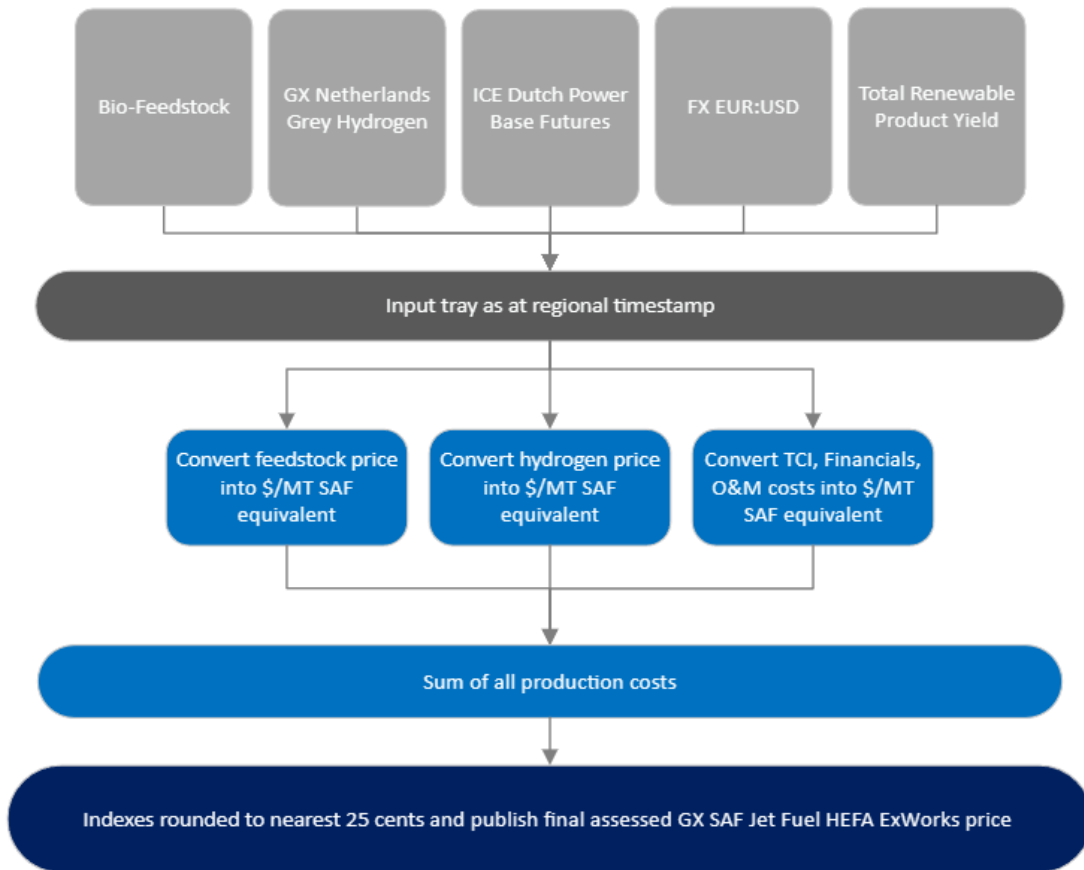 Bio-Feedstock
GX Netherlands
Grey Hydrogen
ICE Dutch Power
Base Futures
FX EUR:USD
Total Renewable
Product Yield
Input tray as at regional timestamp
Convert feedstock price
into $/MT SAF
equivalent
Convert hydrogen price
into $/MT SAF
equivalent
Convert TCI, Financials,
O&M costs into $/MT
SAF equivalent
Sum of all production costs
Indexes rounded to nearest 25 cents and publish final assessed GX SAF Jet Fuel HEFA ExWorks price